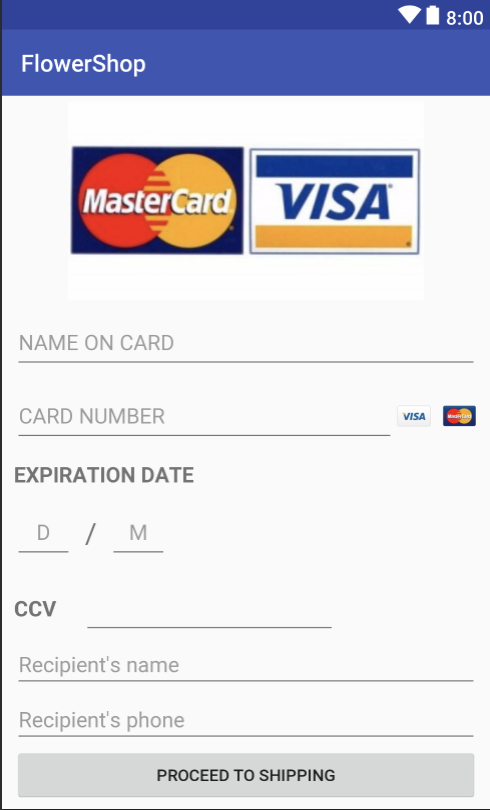 8:00
FlowerShop
MasterCard VISA
NAME ON CARD
CARD NUMBER VISA MasterCard
EXPIRATION DATE
D / M
CCV
Recipient's name
Recipient's phone
PROCEED TO SHIPPING